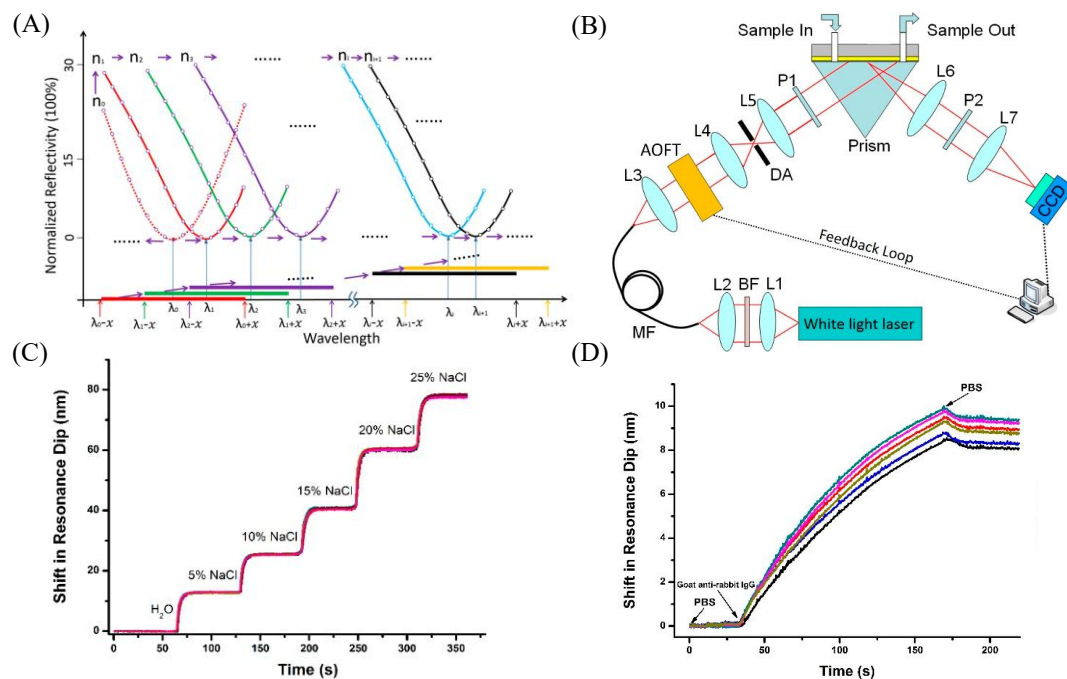 (A)
n₁ n₂ n₃ ...... nᵢ nᵢ₊₁
n₀
......
......
......
......
......
......
......
......
30
15
0
Normalized Reflectivity (100%)
λ₀ λ₁ λ₂ λ₃ λᵢ λᵢ₊₁
λ₀-x λ₁-x λ₂-x λ₀+x λ₁+x λ₂+x λᵢ-x λᵢ₊₁-x λᵢ+x λᵢ₊₁+x
Wavelength
(B)
Sample In
Sample Out
L6
P1
P2
L5
L7
L4
Prism
AOFT
DA
L3
CCD
Feedback Loop
L2 BF L1
White light laser
MF
(C)
25% NaCl
20% NaCl
15% NaCl
10% NaCl
5% NaCl
H₂O
80
60
40
20
0
Shift in Resonance Dip (nm)
0 50 100 150 200 250 300 350
Time (s)
(D)
PBS
Goat anti-rabbit IgG
PBS
10
8
6
4
2
0
Shift in Resonance Dip (nm)
0 50 100 150 200
Time (s)